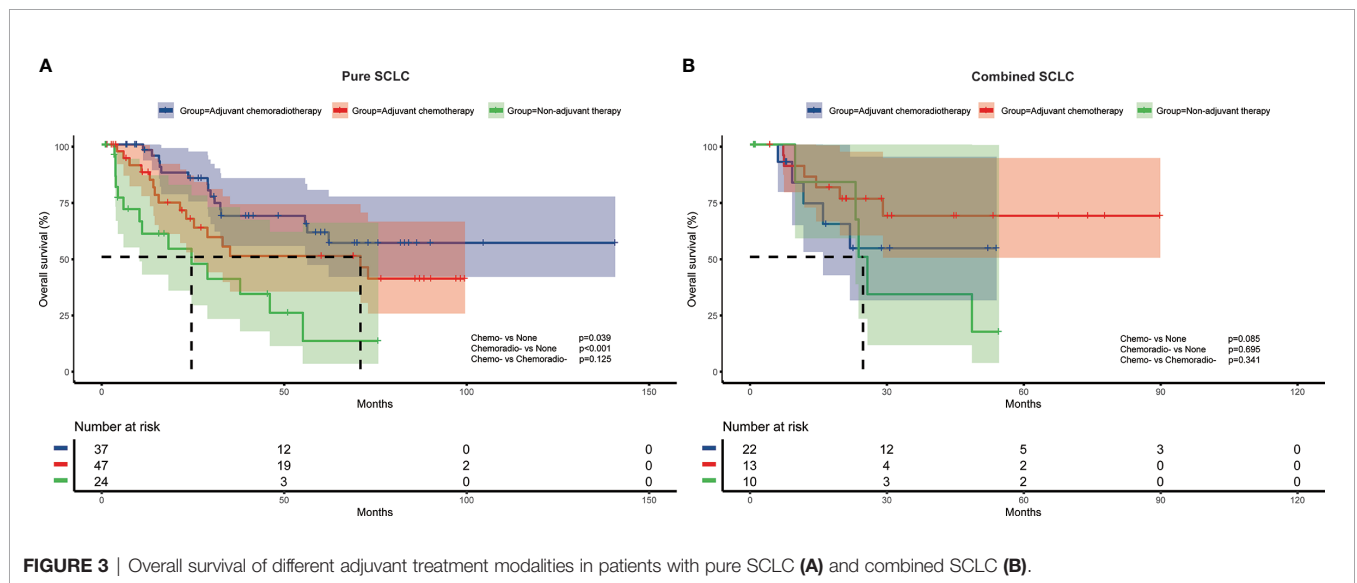 A
Pure SCLC
Group=Adjuvant chemoradiotherapy Group=Adjuvant chemotherapy Group=Non-adjuvant therapy
Overall survival (%)
100
75
50
25
0
Chemo- vs None p=0.039
Chemoradio- vs None p<0.001
Chemo- vs Chemoradio- p=0.125
0 50 100 150
Months
Number at risk
37 12 0 0
47 19 2 0
24 3 0 0
0 50 100 150
Months
B
Combined SCLC
Group=Adjuvant chemoradiotherapy Group=Adjuvant chemotherapy Group=Non-adjuvant therapy
Overall survival (%)
100
75
50
25
0
Chemo- vs None p=0.085
Chemoradio- vs None p=0.695
Chemo- vs Chemoradio- p=0.341
0 30 60 90 120
Months
Number at risk
22 12 5 3 0
13 4 2 0 0
10 3 2 0 0
0 30 60 90 120
Months
FIGURE 3 | Overall survival of different adjuvant treatment modalities in patients with pure SCLC (A) and combined SCLC (B).